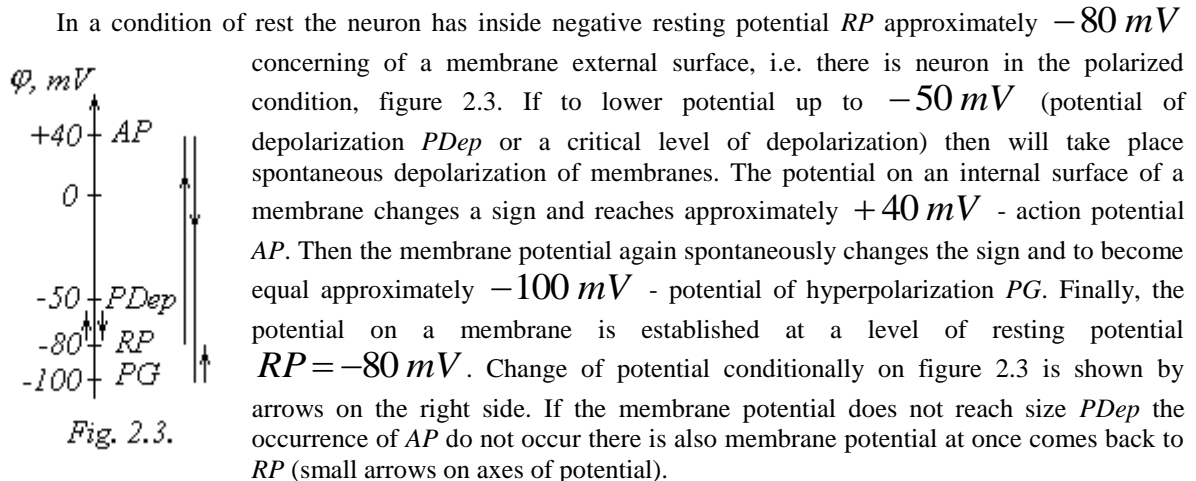 In a condition of rest the neuron has inside negative resting potential RP approximately −80 mV
concerning of a membrane external surface, i.e. there is neuron in the polarized
condition, figure 2.3. If to lower potential up to −50 mV (potential of
depolarization PDep or a critical level of depolarization) then will take place
spontaneous depolarization of membranes. The potential on an internal surface of a
membrane changes a sign and reaches approximately +40 mV - action potential
AP. Then the membrane potential again spontaneously changes the sign and to become
equal approximately −100 mV - potential of hyperpolarization PG. Finally, the
potential on a membrane is established at a level of resting potential
RP = −80 mV. Change of potential conditionally on figure 2.3 is shown by
arrows on the right side. If the membrane potential does not reach size PDep the
occurrence of AP do not occur there is also membrane potential at once comes back to
RP (small arrows on axes of potential).
φ, mV
+40 AP
0
-50 PDep
-80 RP
-100 PG
Fig. 2.3.